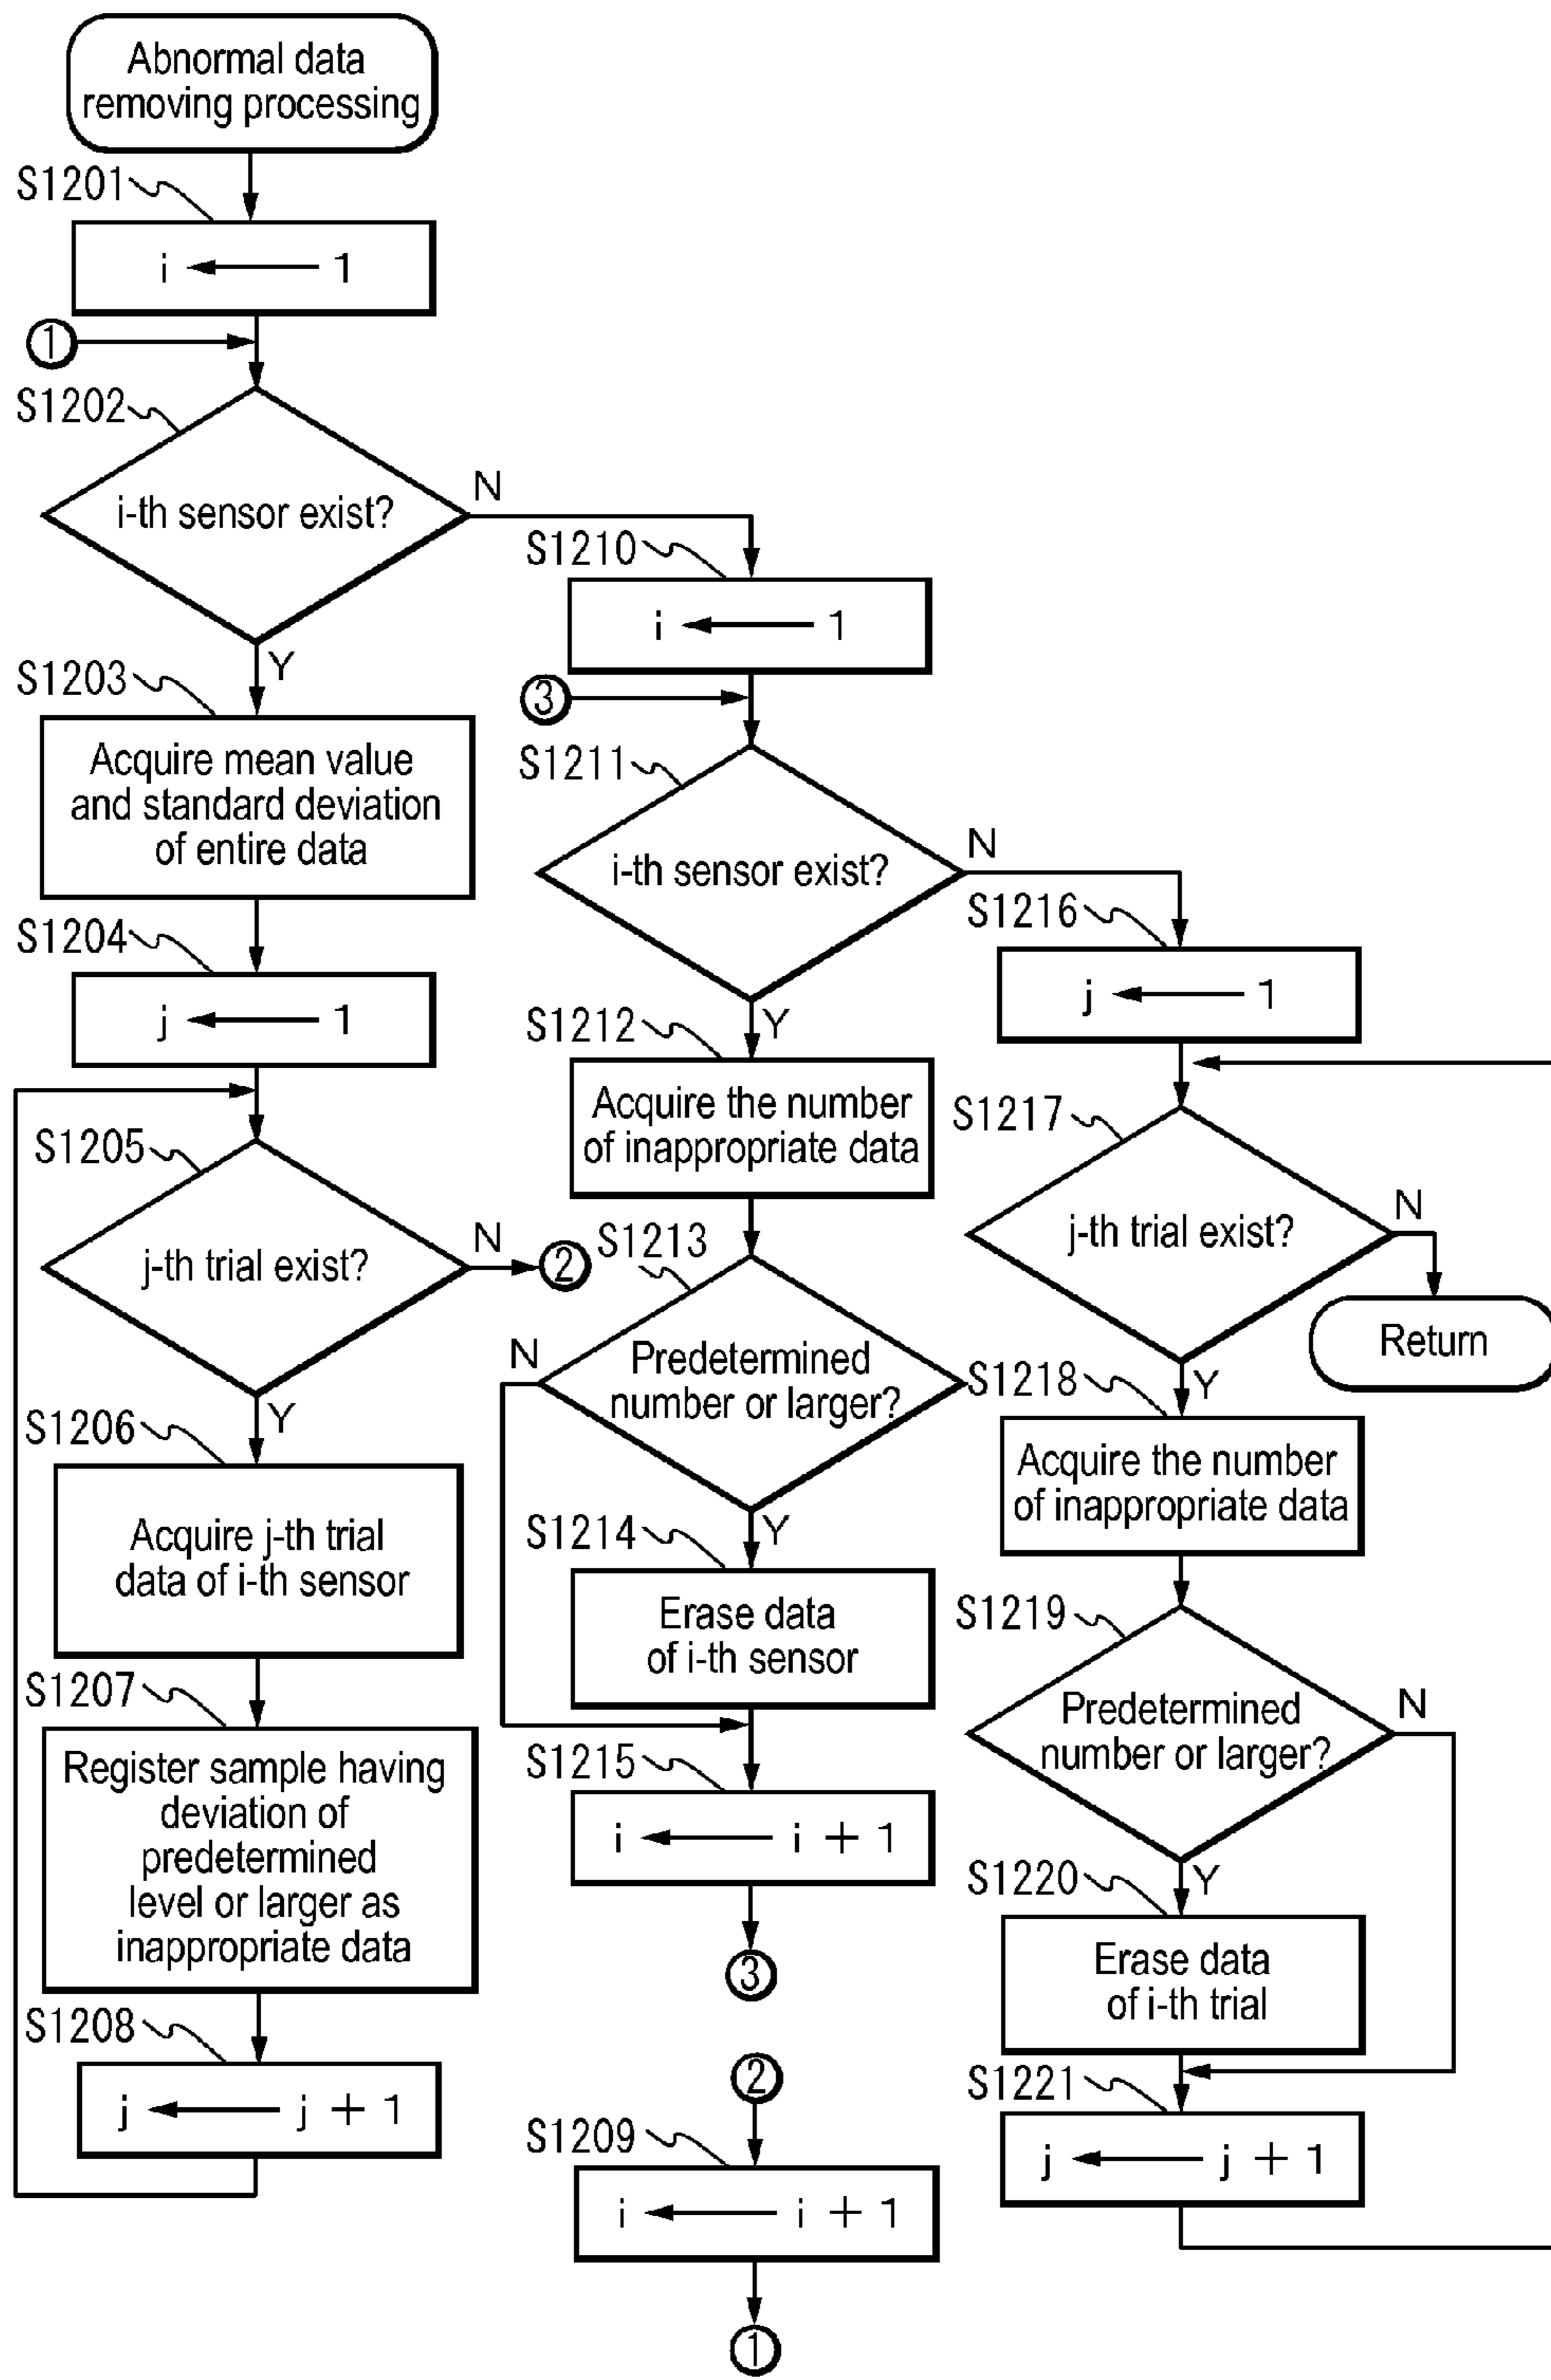 Abnormal data
removing processing
S1201
i ← 1
①
S1202
i-th sensor exist?
N
Y
S1203
Acquire mean value
and standard deviation
of entire data
S1204
j ← 1
S1205
j-th trial exist?
N
②
Y
S1206
Acquire j-th trial
data of i-th sensor
S1207
Register sample having
deviation of
predetermined
level or larger as
inappropriate data
S1208
j ← j + 1
S1210
i ← 1
③
S1211
i-th sensor exist?
N
Y
S1212
Acquire the number
of inappropriate data
S1213
Predetermined
number or larger?
N
Y
S1214
Erase data
of i-th sensor
S1215
i ← i + 1
③
②
S1209
i ← i + 1
①
S1216
j ← 1
S1217
j-th trial exist?
N
Return
Y
S1218
Acquire the number
of inappropriate data
S1219
Predetermined
number or larger?
N
Y
S1220
Erase data
of i-th trial
S1221
j ← j + 1